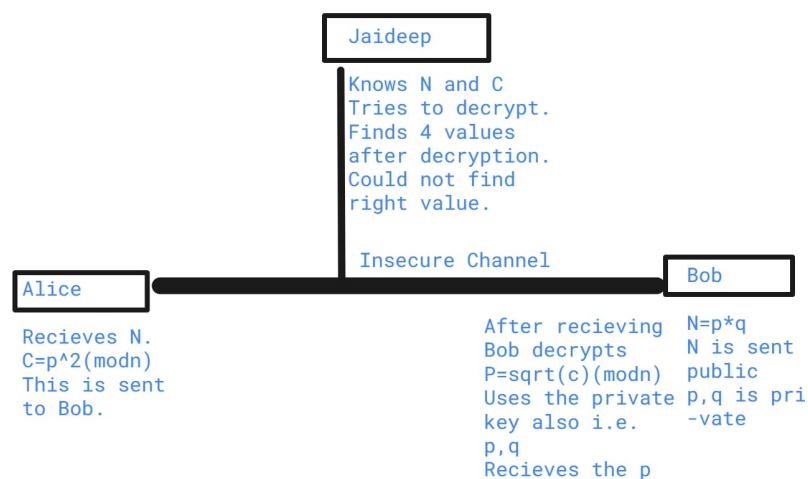 Jaideep
Knows N and C
Tries to decrypt.
Finds 4 values
after decryption.
Could not find
right value.
Insecure Channel
Alice
Recieves N.
C=p^2(modn)
This is sent
to Bob.
Bob
After recieving
Bob decrypts
P=sqrt(c)(modn)
Uses the private
key also i.e.
p,q
Recieves the p
N=p*q
N is sent
public
p,q is pri
-vate